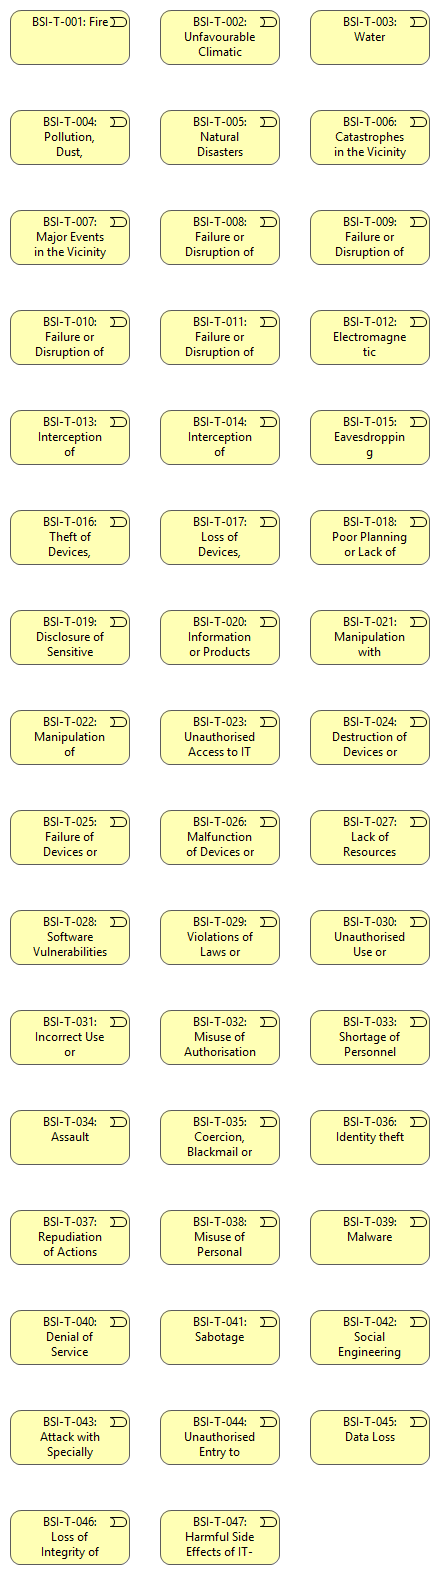 BSI-T-001: Fire
BSI-T-002:
Unfavourable
Climatic
BSI-T-003:
Water
BSI-T-004:
Pollution,
Dust,
BSI-T-005:
Natural
Disasters
BSI-T-006:
Catastrophes
in the Vicinity
BSI-T-007:
Major Events
in the Vicinity
BSI-T-008:
Failure or
Disruption of
BSI-T-009:
Failure or
Disruption of
BSI-T-010:
Failure or
Disruption of
BSI-T-011:
Failure or
Disruption of
BSI-T-012:
Electromagne
tic
BSI-T-013:
Interception
of
BSI-T-014:
Interception
of
BSI-T-015:
Eavesdroppin
g
BSI-T-016:
Theft of
Devices,
BSI-T-017:
Loss of
Devices,
BSI-T-018:
Poor Planning
or Lack of
BSI-T-019:
Disclosure of
Sensitive
BSI-T-020:
Information
or Products
BSI-T-021:
Manipulation
with
BSI-T-022:
Manipulation
of
BSI-T-023:
Unauthorised
Access to IT
BSI-T-024:
Destruction of
Devices or
BSI-T-025:
Failure of
Devices or
BSI-T-026:
Malfunction
of Devices or
BSI-T-027:
Lack of
Resources
BSI-T-028:
Software
Vulnerabilities
BSI-T-029:
Violations of
Laws or
BSI-T-030:
Unauthorised
Use or
BSI-T-031:
Incorrect Use
or
BSI-T-032:
Misuse of
Authorisation
BSI-T-033:
Shortage of
Personnel
BSI-T-034:
Assault
BSI-T-035:
Coercion,
Blackmail or
BSI-T-036:
Identity theft
BSI-T-037:
Repudiation
of Actions
BSI-T-038:
Misuse of
Personal
BSI-T-039:
Malware
BSI-T-040:
Denial of
Service
BSI-T-041:
Sabotage
BSI-T-042:
Social
Engineering
BSI-T-043:
Attack with
Specially
BSI-T-044:
Unauthorised
Entry to
BSI-T-045:
Data Loss
BSI-T-046:
Loss of
Integrity of
BSI-T-047:
Harmful Side
Effects of IT-